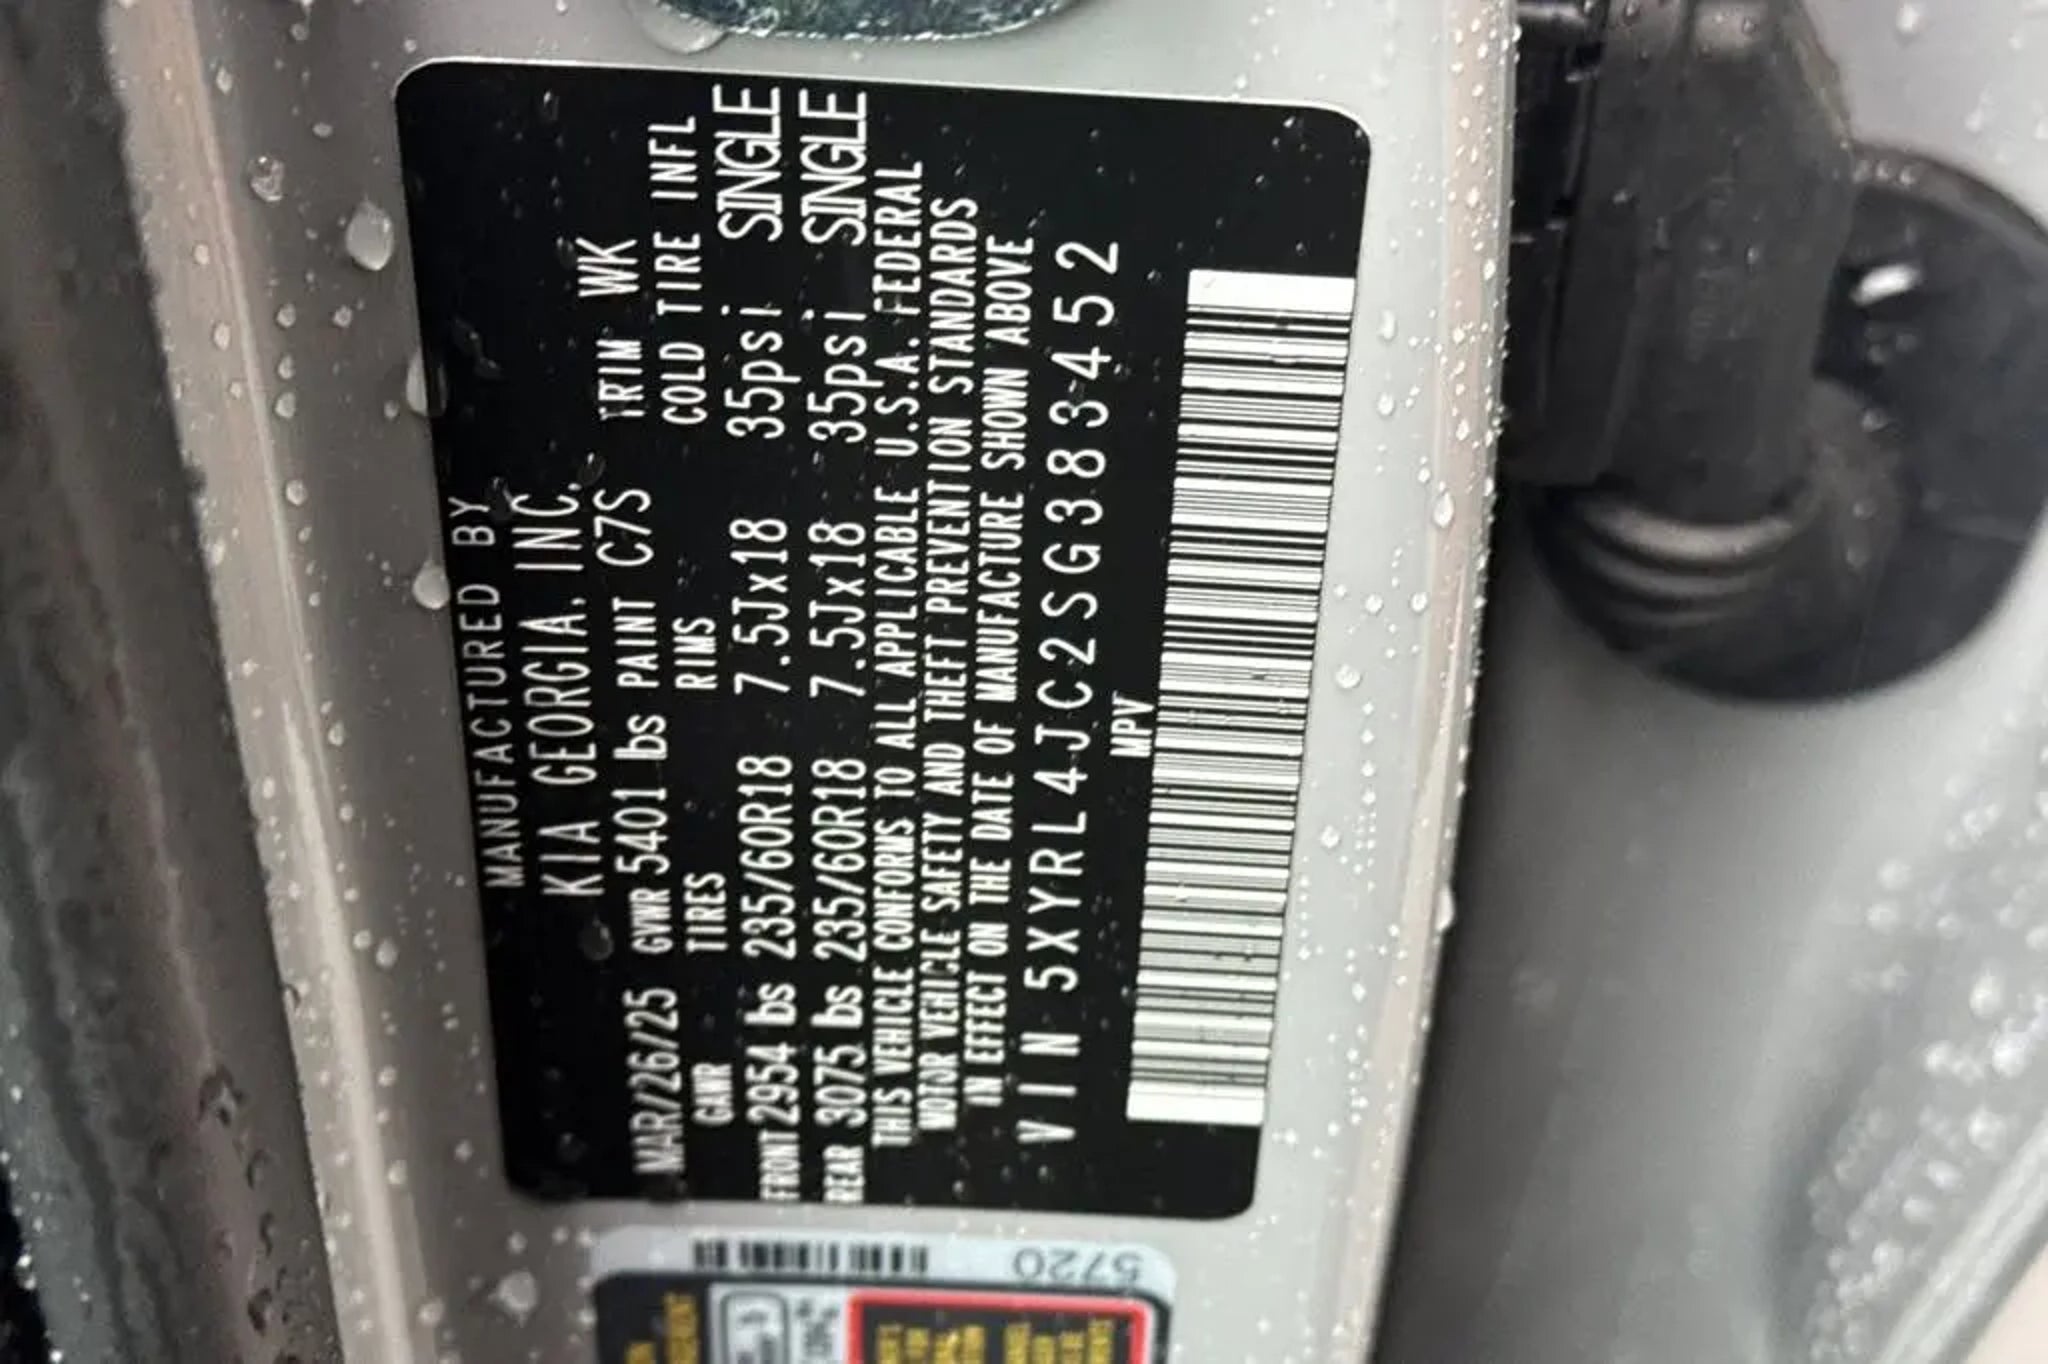 MANUFACTURED BY
KIA GEORGIA, INC.
TRIM WK
MAR/26/25 GVWR 5401 lbs PAINT C7S
GAWR TIRES RIMS COLD TIRE INFL
FRONT 2954 lbs 235/60R18 7.5Jx18 35psi SINGLE
REAR 3075 lbs 235/60R18 7.5Jx18 35psi SINGLE
THIS VEHICLE CONFORMS TO ALL APPLICABLE U.S.A. FEDERAL
MOTOR VEHICLE SAFETY AND THEFT PREVENTION STANDARDS
IN EFFECT ON THE DATE OF MANUFACTURE SHOWN ABOVE
VIN 5XYRL4JC2SG383452
MPV
5720